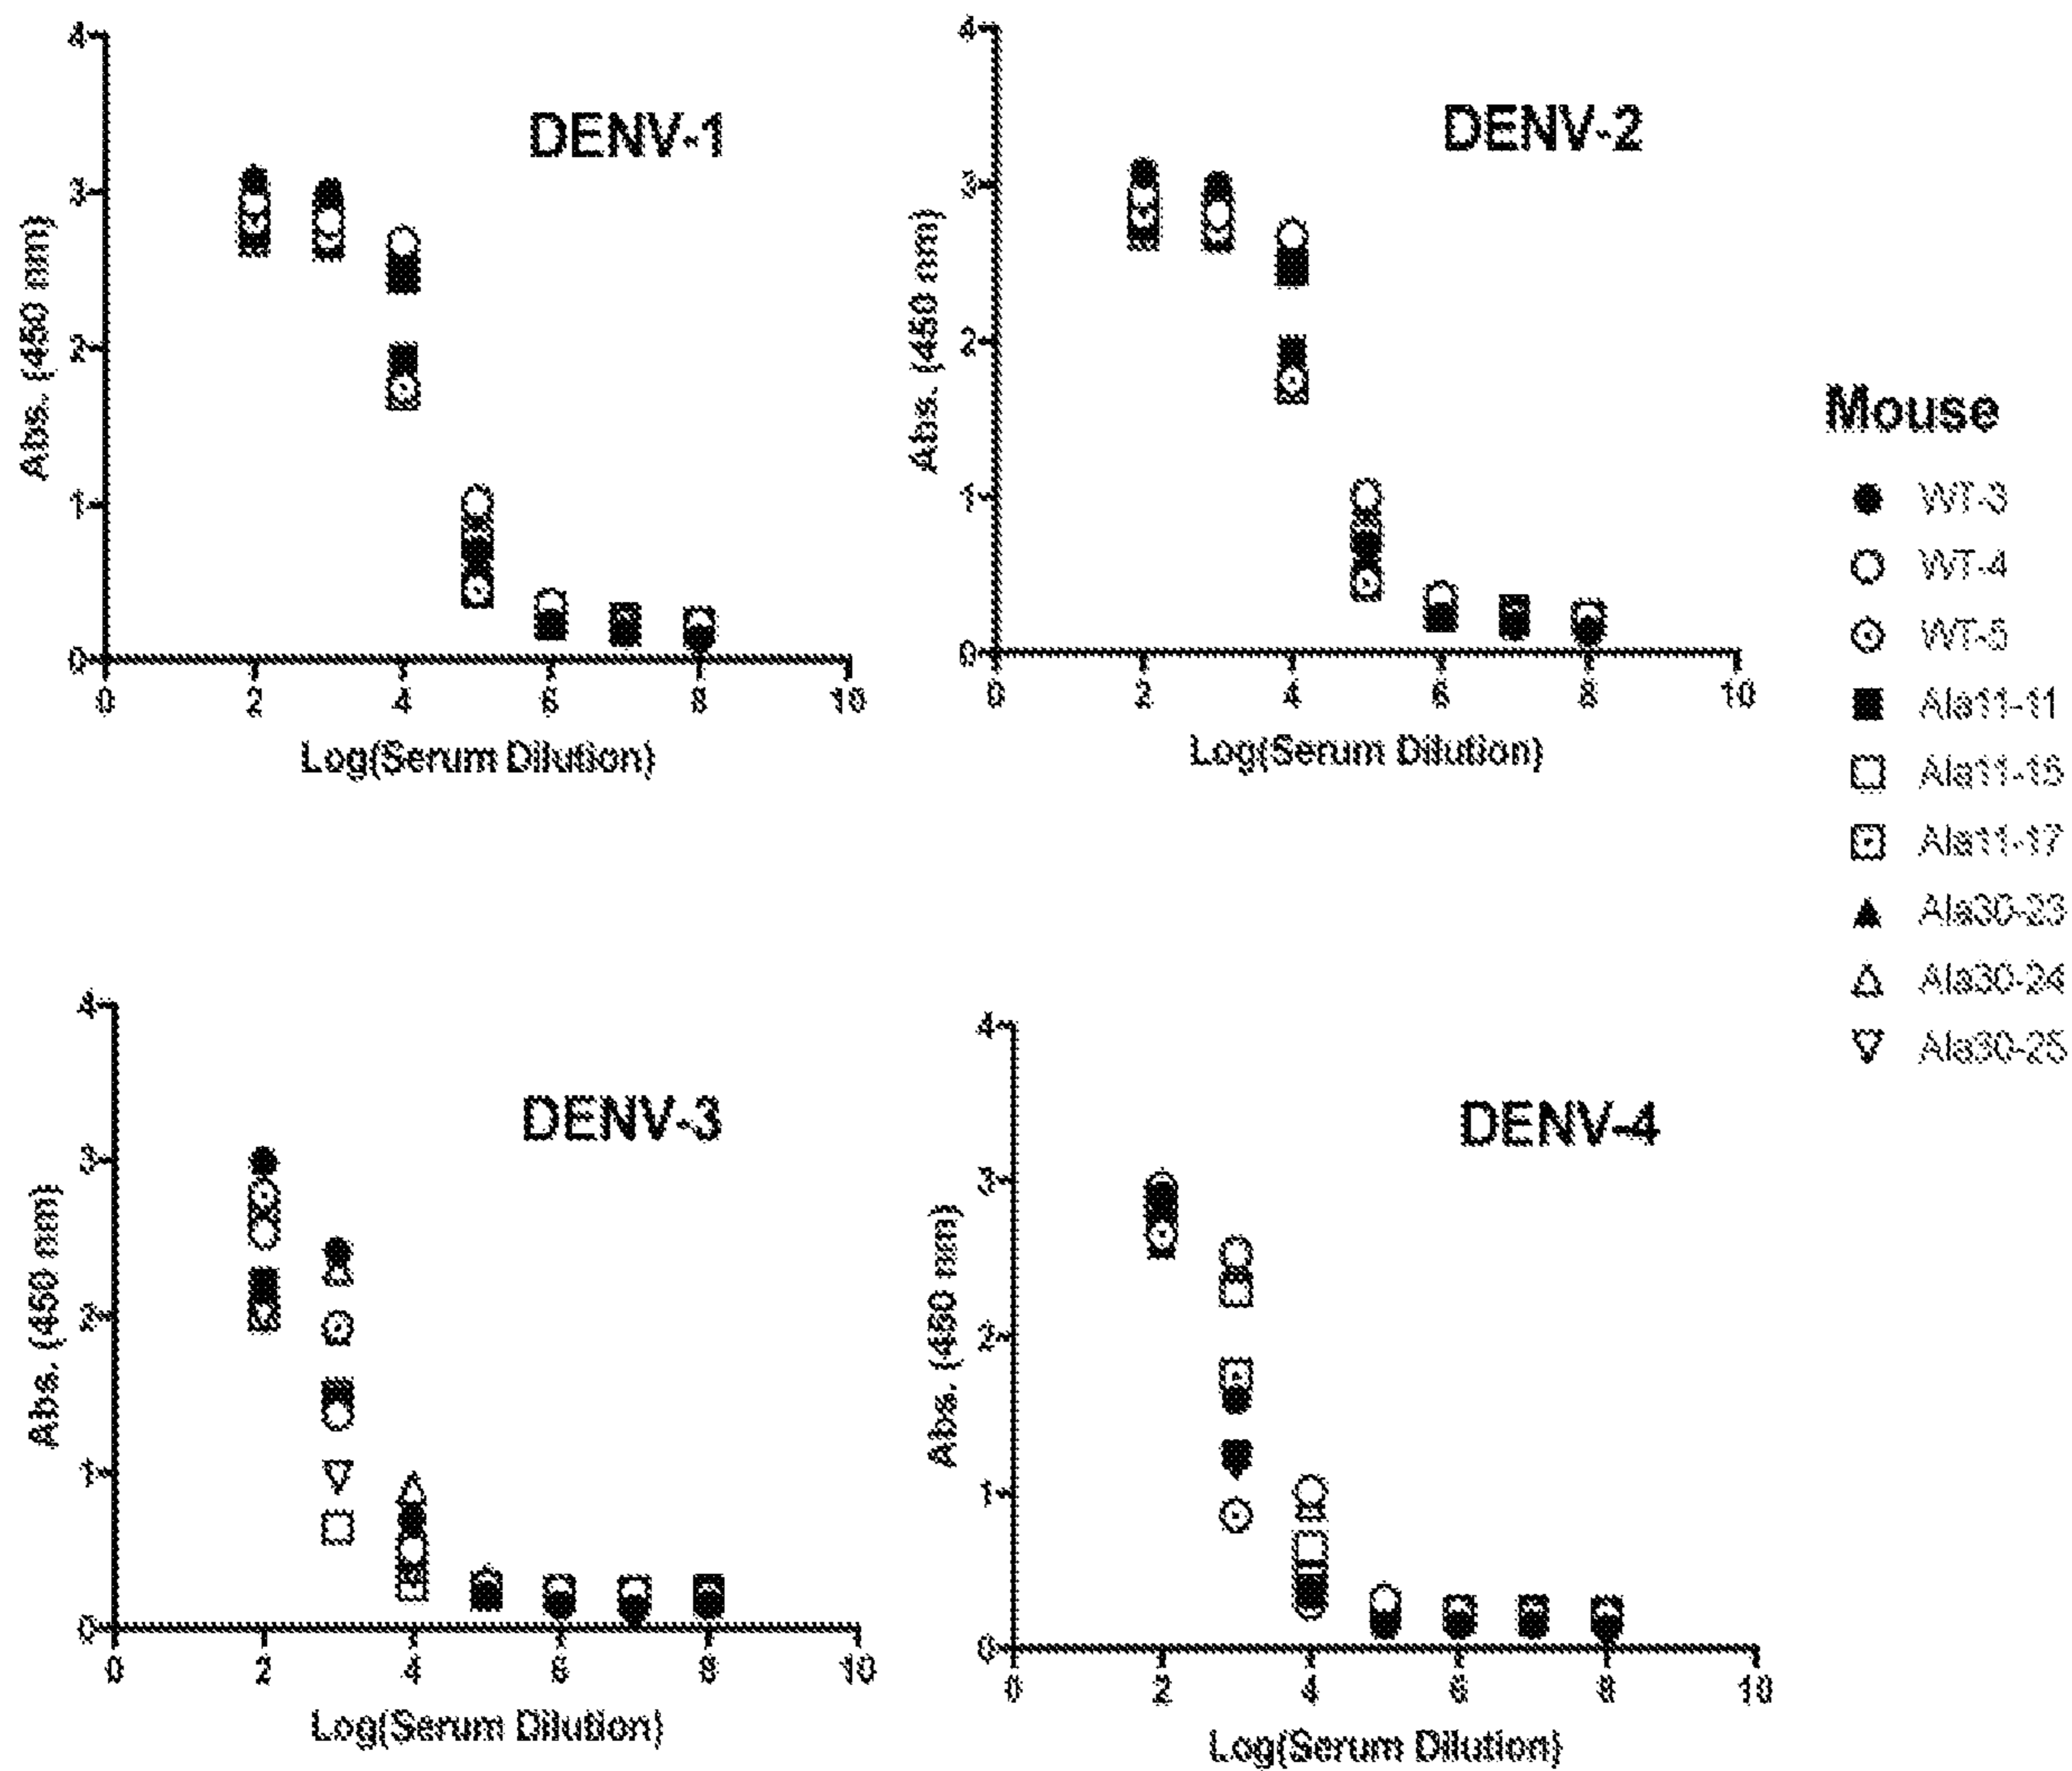 DENV-1
4
3
2
1
0
Abs. (450 nm)
0 2 4 6 8 10
Log(Serum Dilution)
DENV-2
4
3
2
1
0
Abs. (450 nm)
0 2 4 6 8 10
Log(Serum Dilution)
Mouse
WT-3
WT-4
WT-5
Ala11-11
Ala11-17
Ala30-23
Ala30-24
Ala30-25
DENV-3
4
3
2
1
0
Abs. (450 nm)
0 2 4 6 8 10
Log(Serum Dilution)
DENV-4
4
3
2
1
0
Abs. (450 nm)
0 2 4 6 8 10
Log(Serum Dilution)